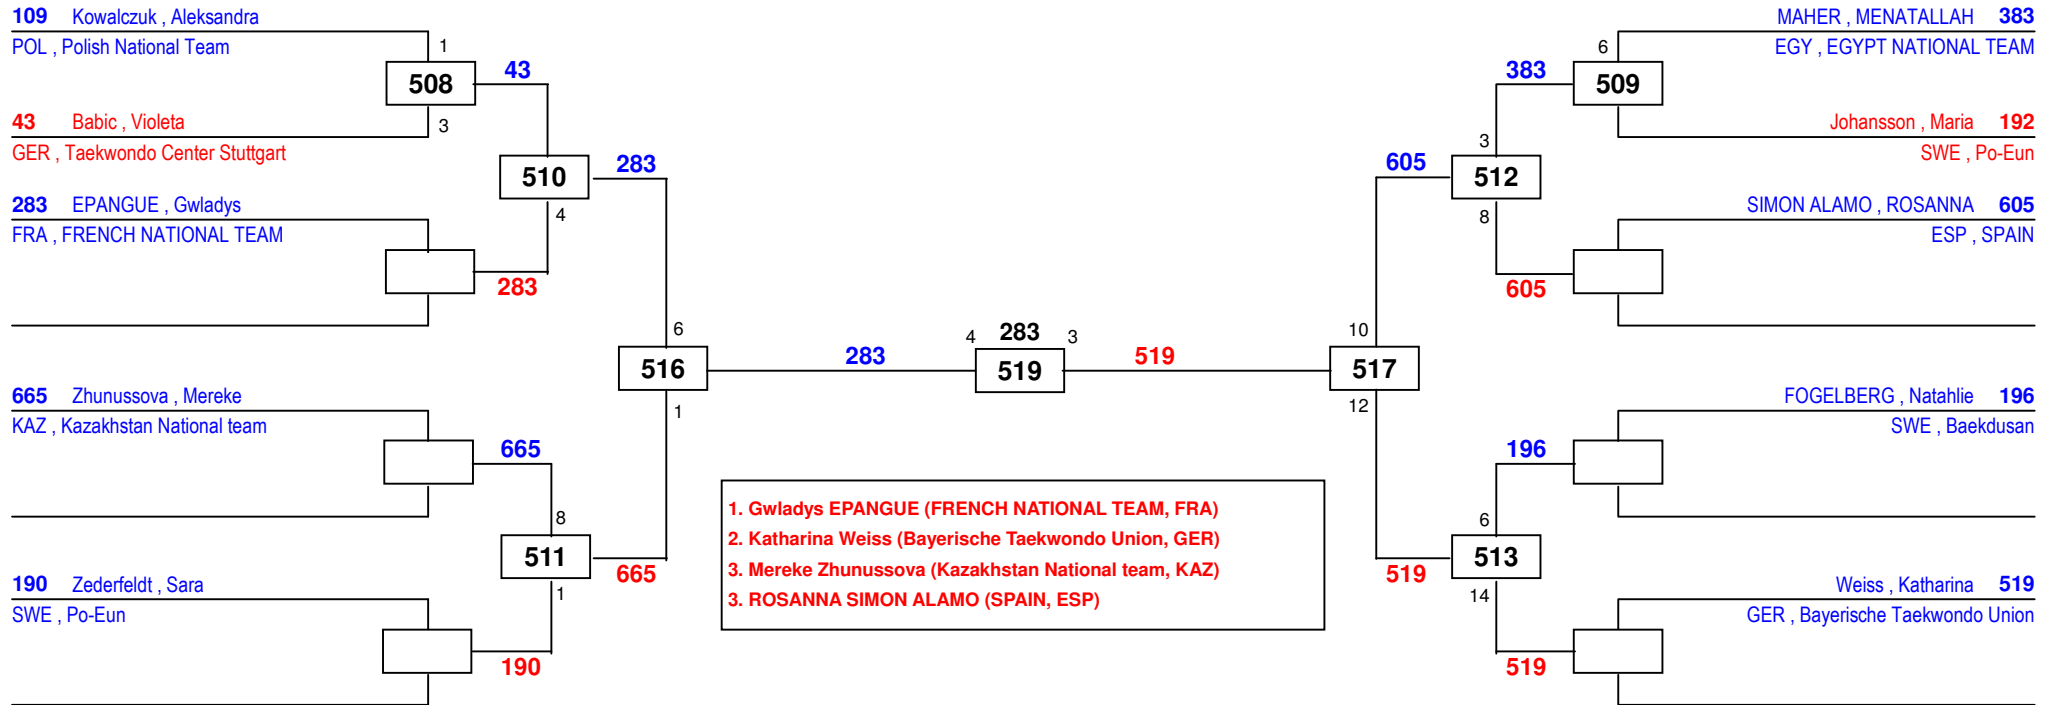 109 Kowalczuk , Aleksandra
POL , Polish National Team
1
508
43
3
43 Babic , Violeta
GER , Taekwondo Center Stuttgart
510
283
4
283 EPANGUE , Gwladys
FRA , FRENCH NATIONAL TEAM
283
6
516
283
1
665 Zhunussova , Mereke
KAZ , Kazakhstan National team
665
8
511
665
1
190 Zederfeldt , Sara
SWE , Po-Eun
190
4 283 3
519
519
1. Gwladys EPANGUE (FRENCH NATIONAL TEAM, FRA)
2. Katharina Weiss (Bayerische Taekwondo Union, GER)
3. Mereke Zhunussova (Kazakhstan National team, KAZ)
3. ROSANNA SIMON ALAMO (SPAIN, ESP)
MAHER , MENATALLAH 383
EGY , EGYPT NATIONAL TEAM
6
383
509
Johansson , Maria 192
SWE , Po-Eun
3
605
512
8
SIMON ALAMO , ROSANNA 605
ESP , SPAIN
605
10
517
12
FOGELBERG , Natahlie 196
SWE , Baekdusan
196
6
513
519
14
Weiss , Katharina 519
GER , Bayerische Taekwondo Union
519